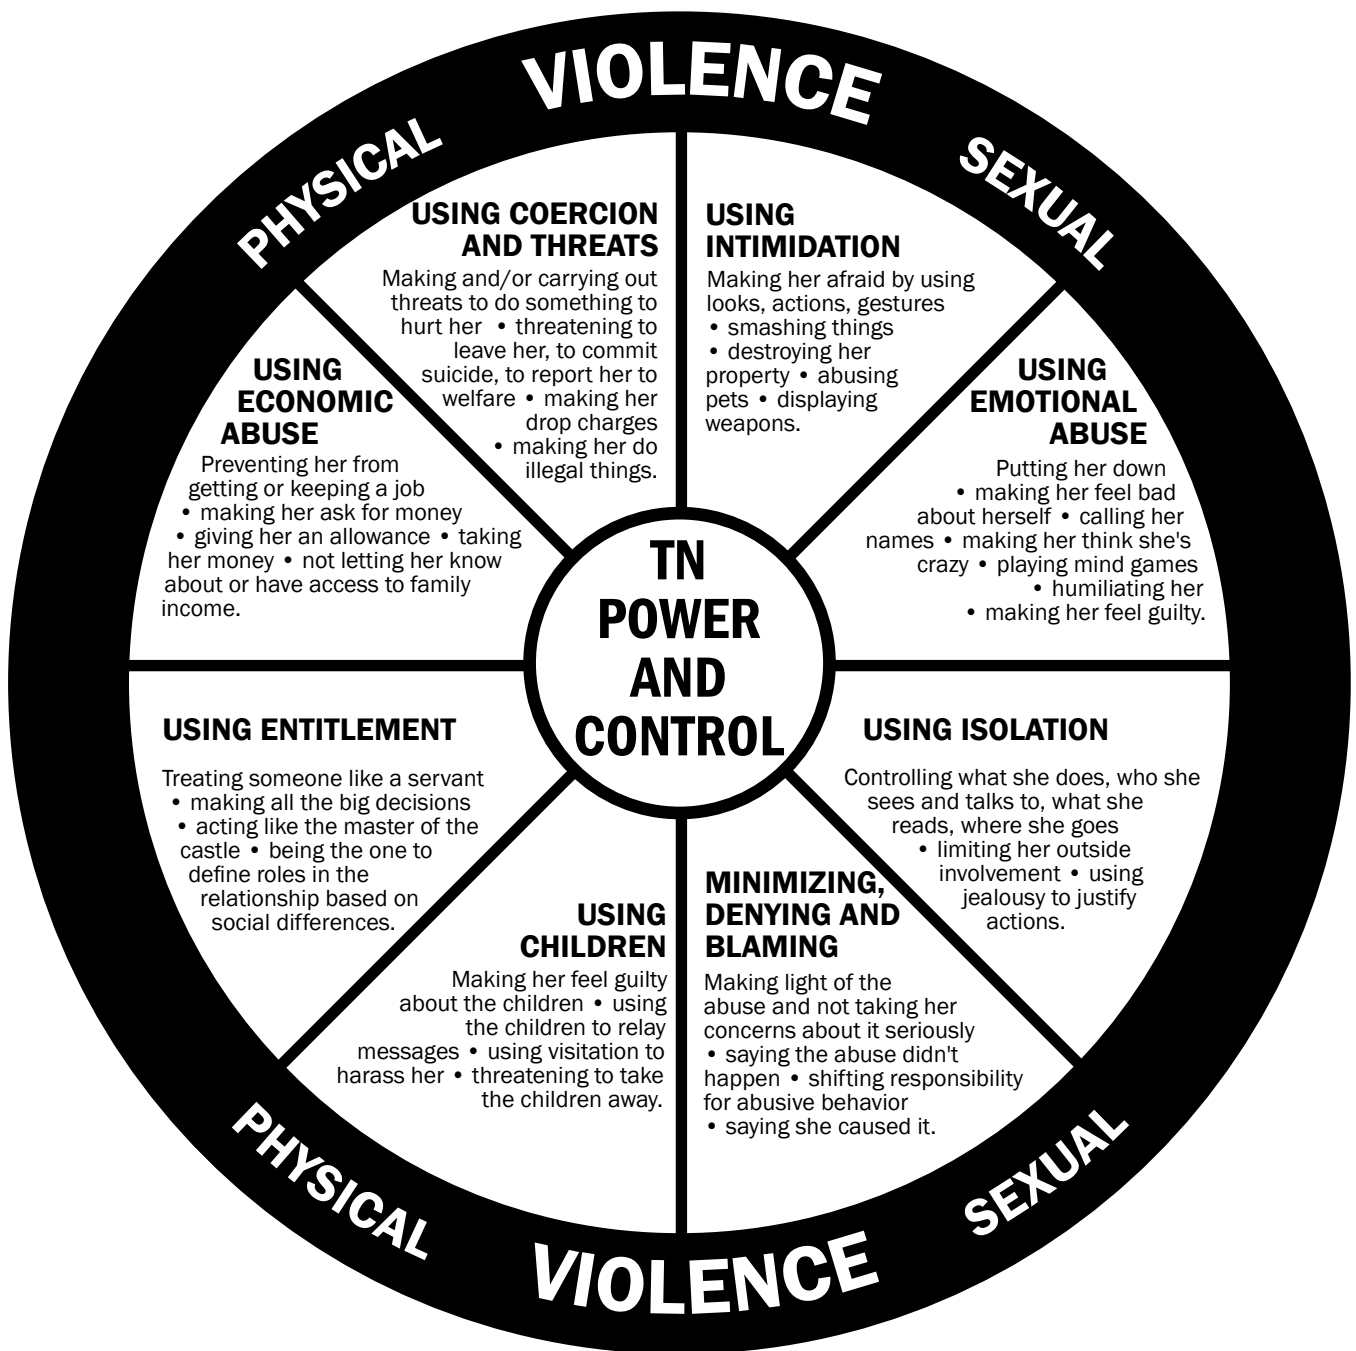 VIOLENCE
PHYSICAL
SEXUAL
USING COERCION
AND THREATS
Making and/or carrying out
threats to do something to
hurt her • threatening to
leave her, to commit
suicide, to report her to
welfare • making her
drop charges
• making her do
illegal things.
USING
INTIMIDATION
Making her afraid by using
looks, actions, gestures
• smashing things
• destroying her
property • abusing
pets • displaying
weapons.
USING
ECONOMIC
ABUSE
Preventing her from
getting or keeping a job
• making her ask for money
• giving her an allowance • taking
her money • not letting her know
about or have access to family
income.
USING
EMOTIONAL
ABUSE
Putting her down
• making her feel bad
about herself • calling her
names • making her think she's
crazy • playing mind games
• humiliating her
• making her feel guilty.
TN
POWER
AND
CONTROL
USING ENTITLEMENT
Treating someone like a servant
• making all the big decisions
• acting like the master of the
castle • being the one to
define roles in the
relationship based on
social differences.
USING ISOLATION
Controlling what she does, who she
sees and talks to, what she
reads, where she goes
• limiting her outside
involvement • using
jealousy to justify
actions.
USING
CHILDREN
Making her feel guilty
about the children • using
the children to relay
messages • using visitation to
harass her • threatening to take
the children away.
MINIMIZING,
DENYING AND
BLAMING
Making light of the
abuse and not taking her
concerns about it seriously
• saying the abuse didn't
happen • shifting responsibility
for abusive behavior
• saying she caused it.
PHYSICAL
SEXUAL
VIOLENCE